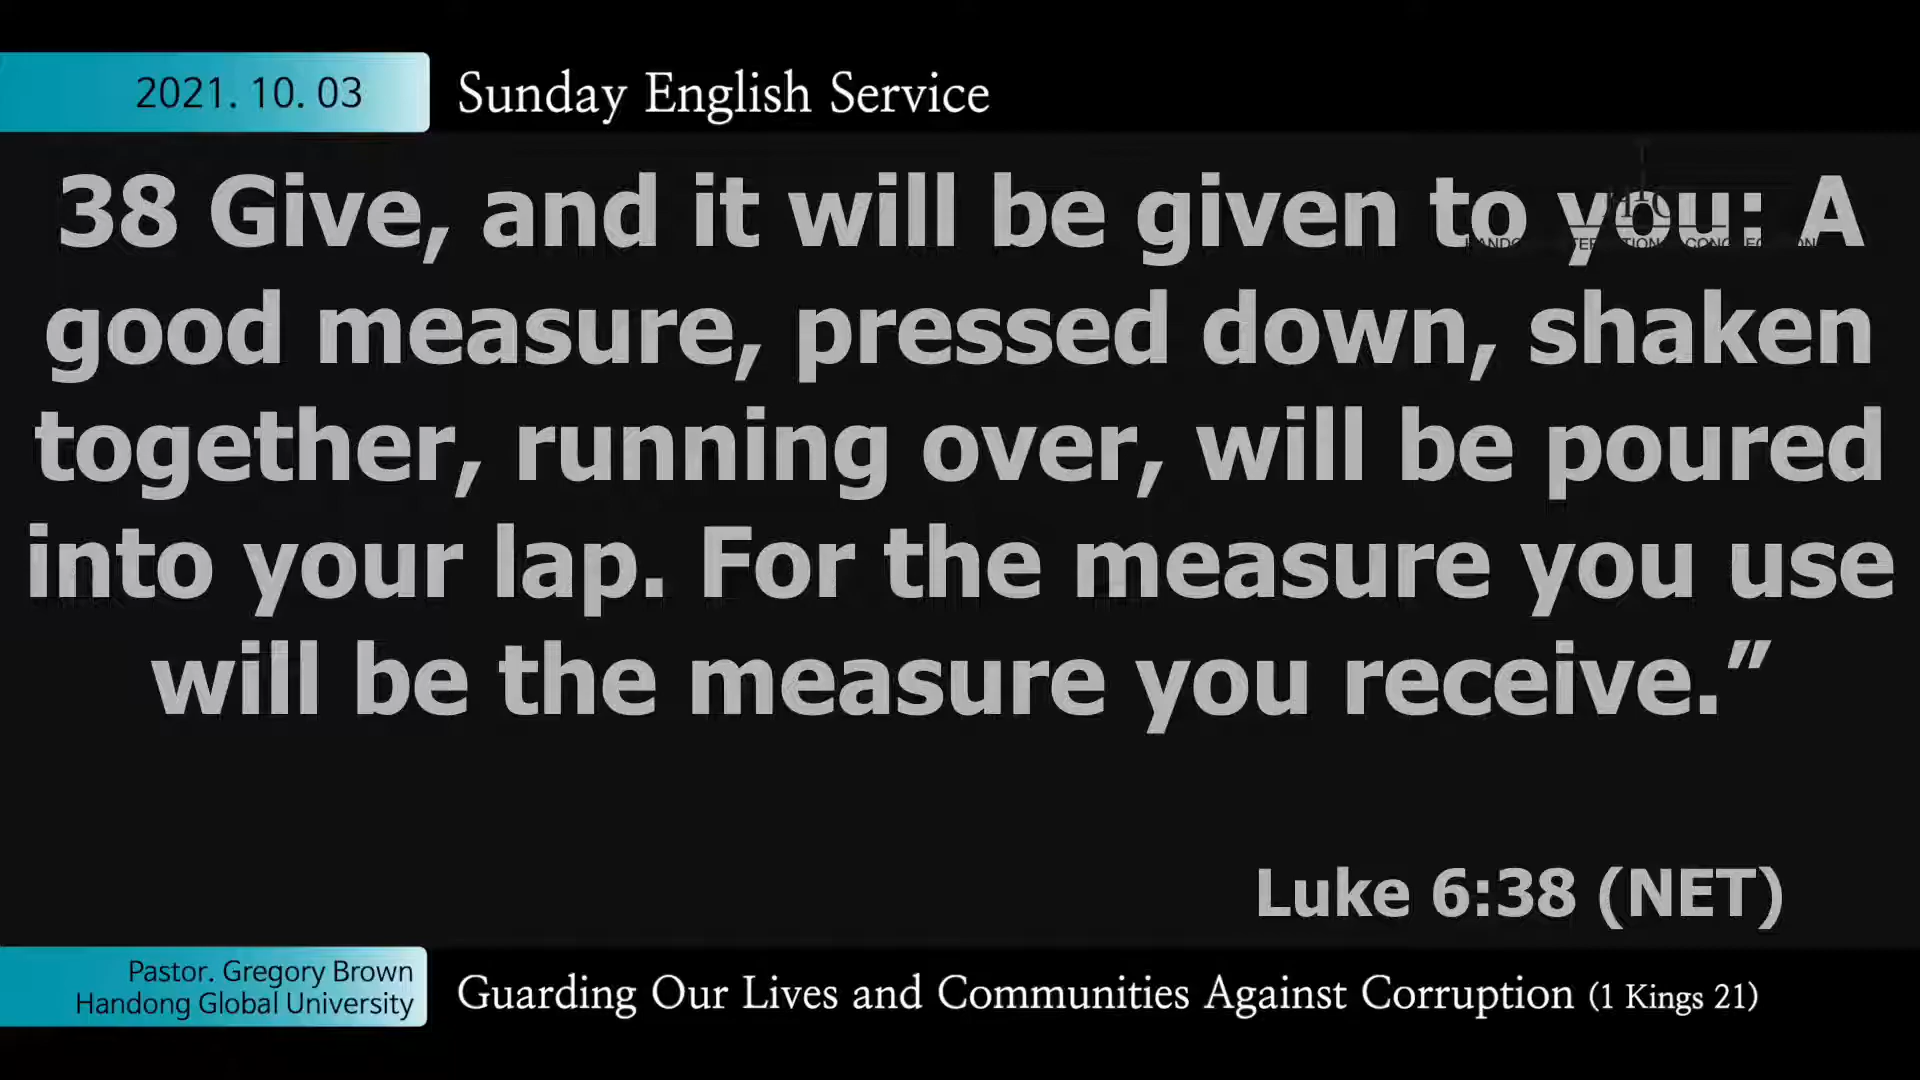 2021. 10. 03
Sunday English Service
38 Give, and it will be given to you: A
good measure, pressed down, shaken
together, running over, will be poured
into your lap. For the measure you use
will be the measure you receive.”
Luke 6:38 (NET)
Pastor. Gregory Brown
Handong Global University
Guarding Our Lives and Communities Against Corruption (1 Kings 21)